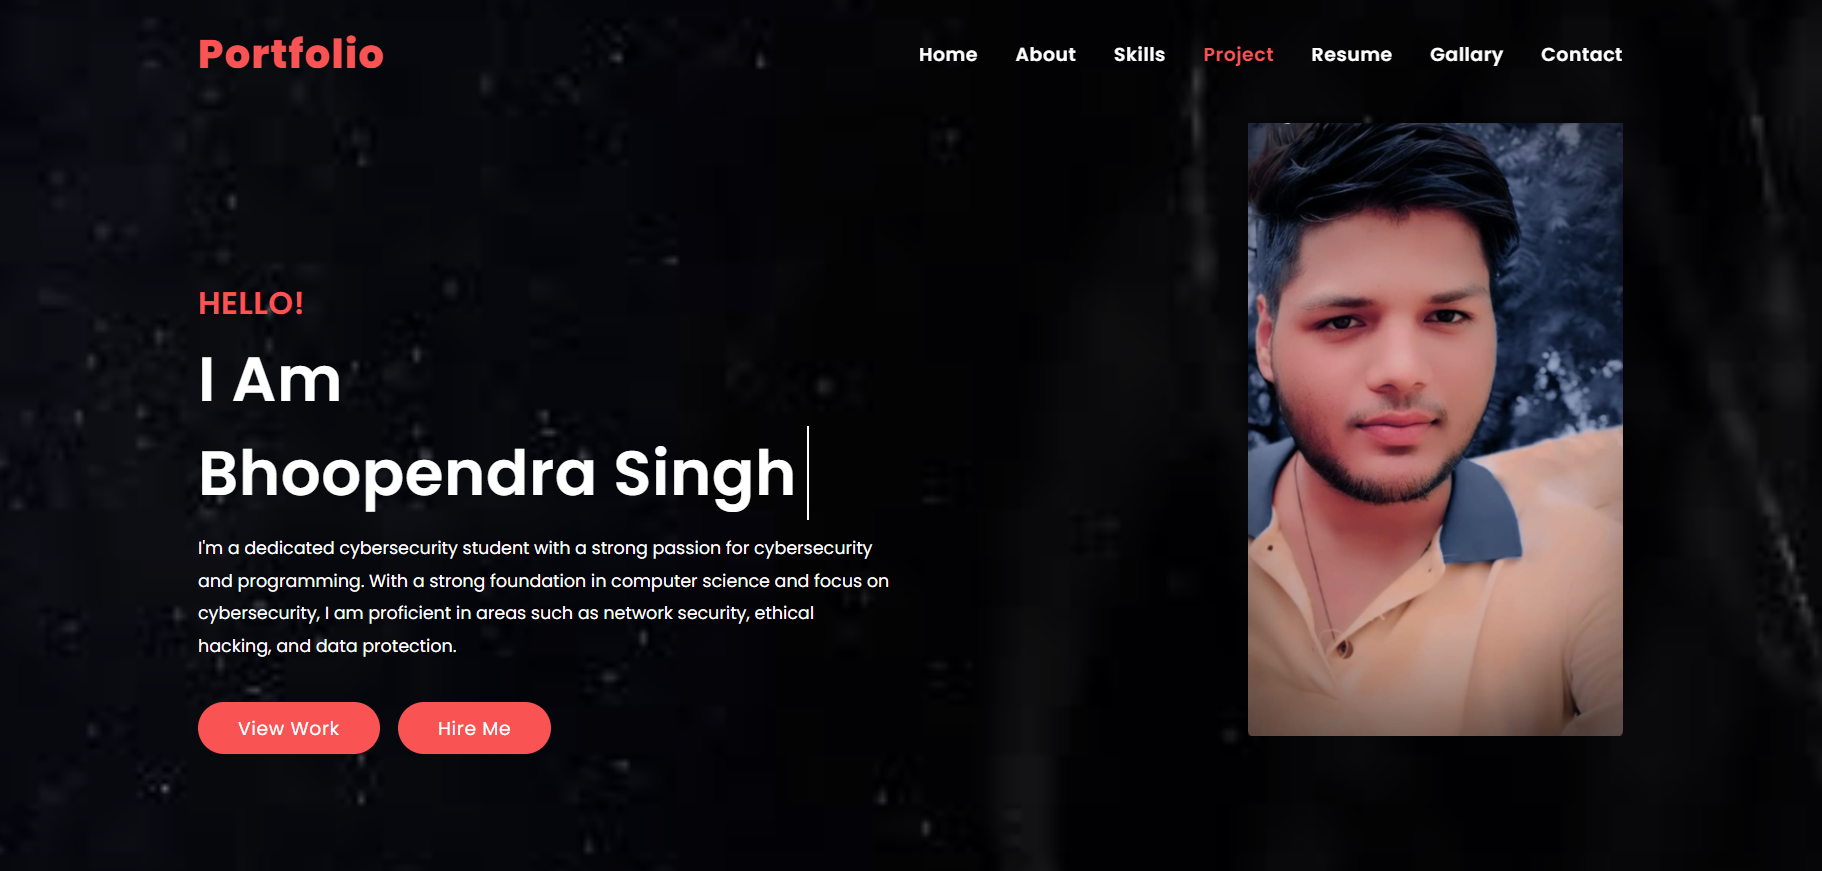 Portfolio
Home About Skills Project Resume Gallary Contact
HELLO!
I Am
Bhoopendra Singh
I'm a dedicated cybersecurity student with a strong passion for cybersecurity
and programming. With a strong foundation in computer science and focus on
cybersecurity, I am proficient in areas such as network security, ethical
hacking, and data protection.
View Work Hire Me